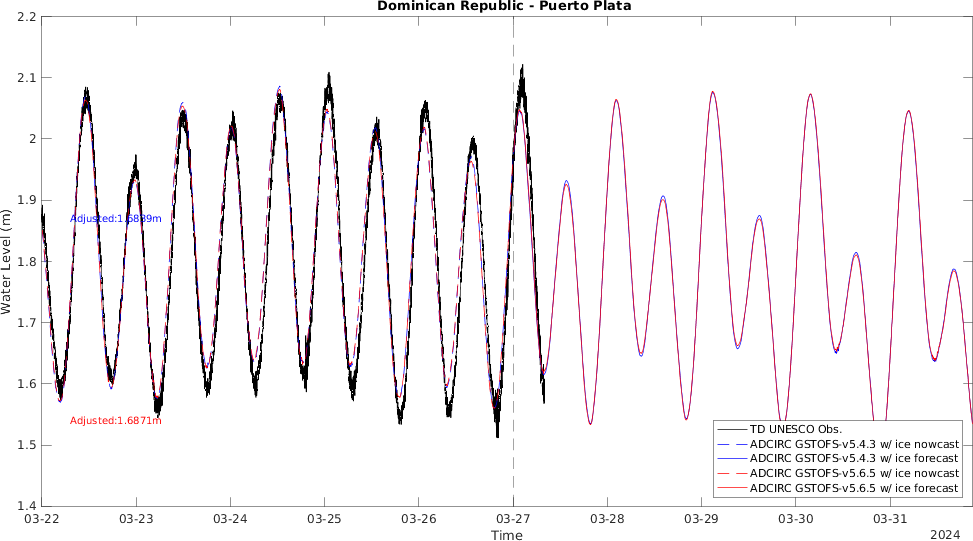 Dominican Republic - Puerto Plata
2.2
2.1
2
1.9
1.8
1.7
1.6
1.5
1.4
Water Level (m)
Adjusted:1.6899m
Adjusted:1.6871m
TD UNESCO Obs.
ADCIRC GSTOFS-v5.4.3 w/ ice nowcast
ADCIRC GSTOFS-v5.4.3 w/ ice forecast
ADCIRC GSTOFS-v5.6.5 w/ ice nowcast
ADCIRC GSTOFS-v5.6.5 w/ ice forecast
03-22 03-23 03-24 03-25 03-26 03-27 03-28 03-29 03-30 03-31
Time
2024